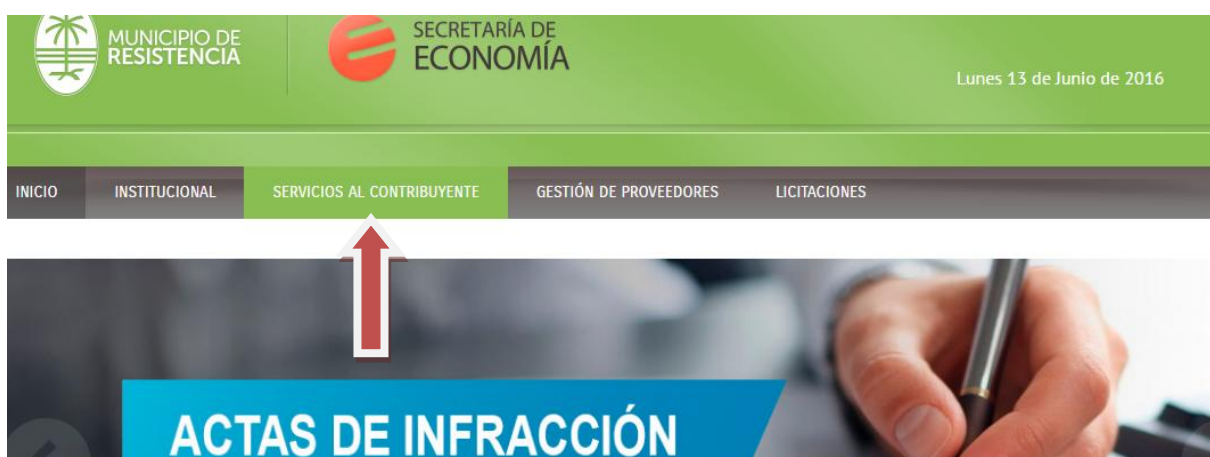 MUNICIPIO DE
RESISTENCIA
SECRETARÍA DE
ECONOMÍA
Lunes 13 de Junio de 2016
INICIO INSTITUCIONAL SERVICIOS AL CONTRIBUYENTE GESTIÓN DE PROVEEDORES LICITACIONES
ACTAS DE INFRACCIÓN